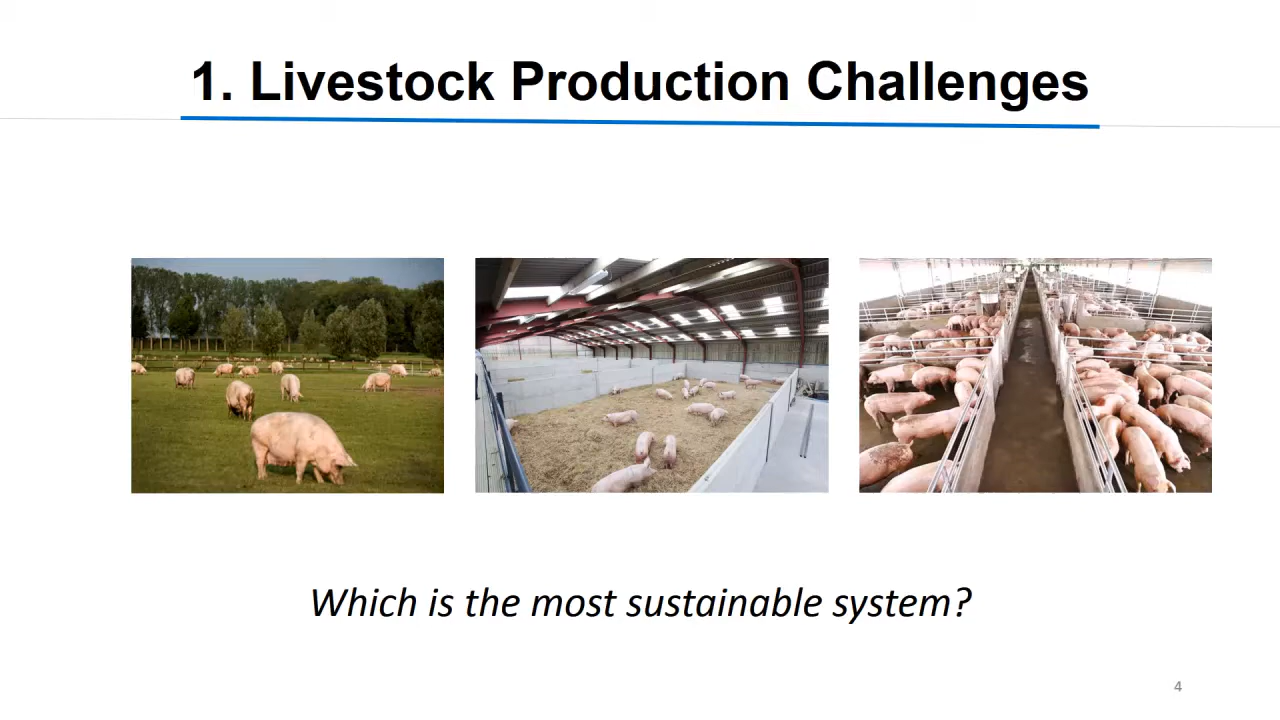 1. Livestock Production Challenges
Which is the most sustainable system?
4